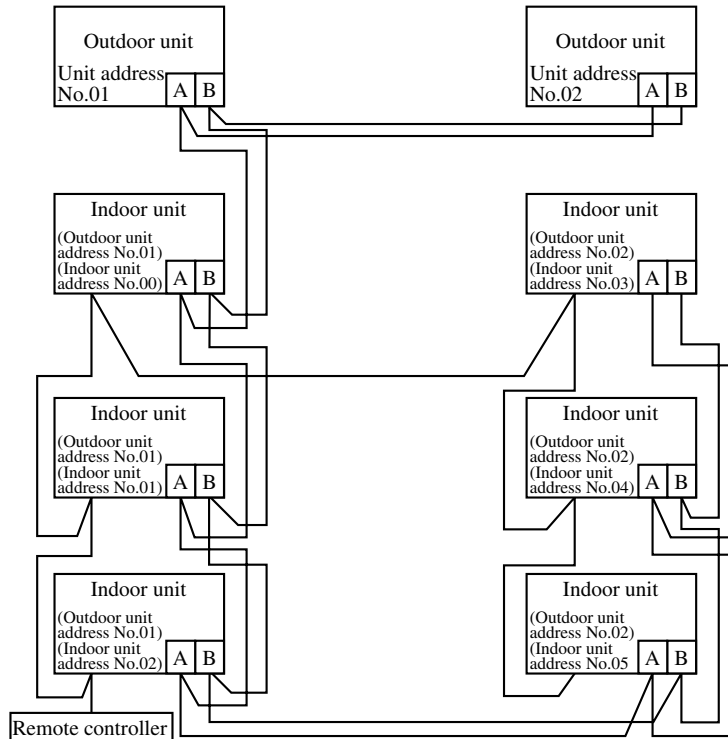 Outdoor unit
Unit address
No.01
A
B
Outdoor unit
Unit address
No.02
A
B
Indoor unit
(Outdoor unit
address No.01)
(Indoor unit
address No.00)
A
B
Indoor unit
(Outdoor unit
address No.02)
(Indoor unit
address No.03)
A
B
Indoor unit
(Outdoor unit
address No.01)
(Indoor unit
address No.01)
A
B
Indoor unit
(Outdoor unit
address No.02)
(Indoor unit
address No.04)
A
B
Indoor unit
(Outdoor unit
address No.01)
(Indoor unit
address No.02)
A
B
Indoor unit
(Outdoor unit
address No.02)
(Indoor unit
address No.05
A
B
Remote controller